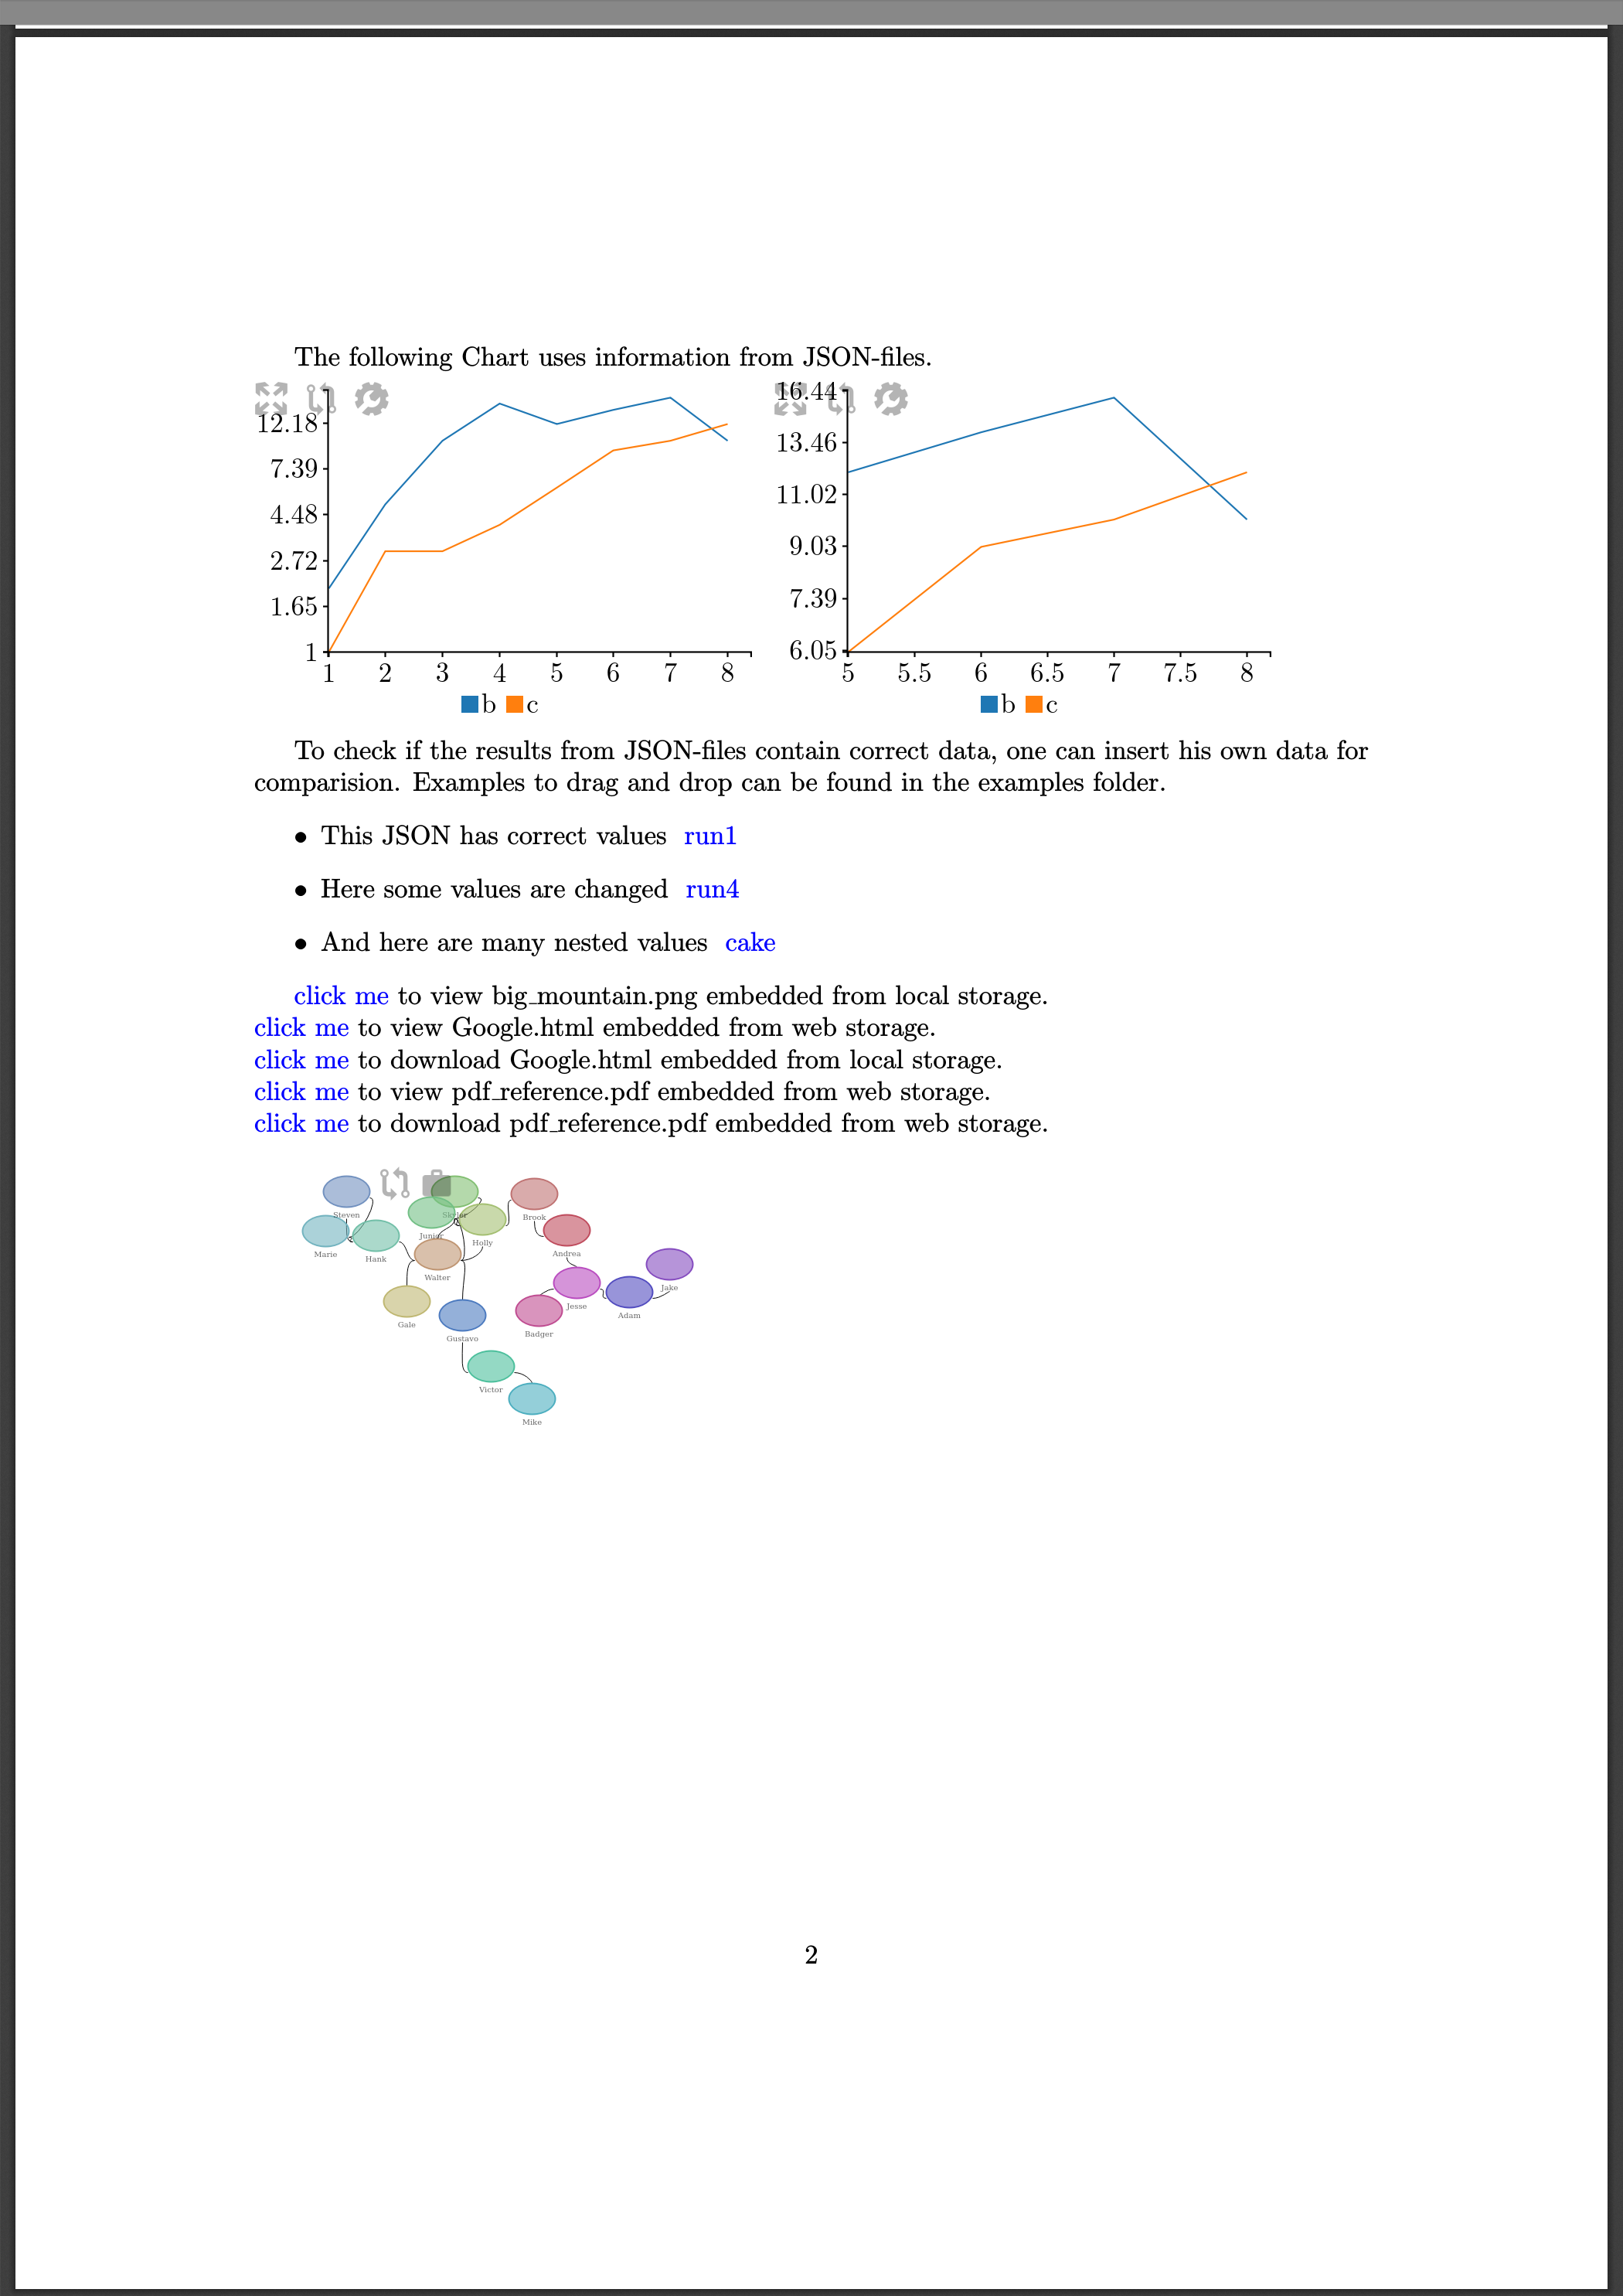 The following Chart uses information from JSON-files.
12.18
7.39
4.48
2.72
1.65
1
1 2 3 4 5 6 7 8
b c
16.44
13.46
11.02
9.03
7.39
6.05
5 5.5 6 6.5 7 7.5 8
b c
To check if the results from JSON-files contain correct data, one can insert his own data for
comparision. Examples to drag and drop can be found in the examples folder.
• This JSON has correct values run1
• Here some values are changed run4
• And here are many nested values cake
click me to view big_mountain.png embedded from local storage.
click me to view Google.html embedded from web storage.
click me to download Google.html embedded from local storage.
click me to view pdf_reference.pdf embedded from web storage.
click me to download pdf_reference.pdf embedded from web storage.
Steven
Skyler
Brook
Junior
Holly
Marie
Hank
Andrea
Walter
Jake
Jesse
Adam
Gale
Badger
Gustavo
Victor
Mike
2